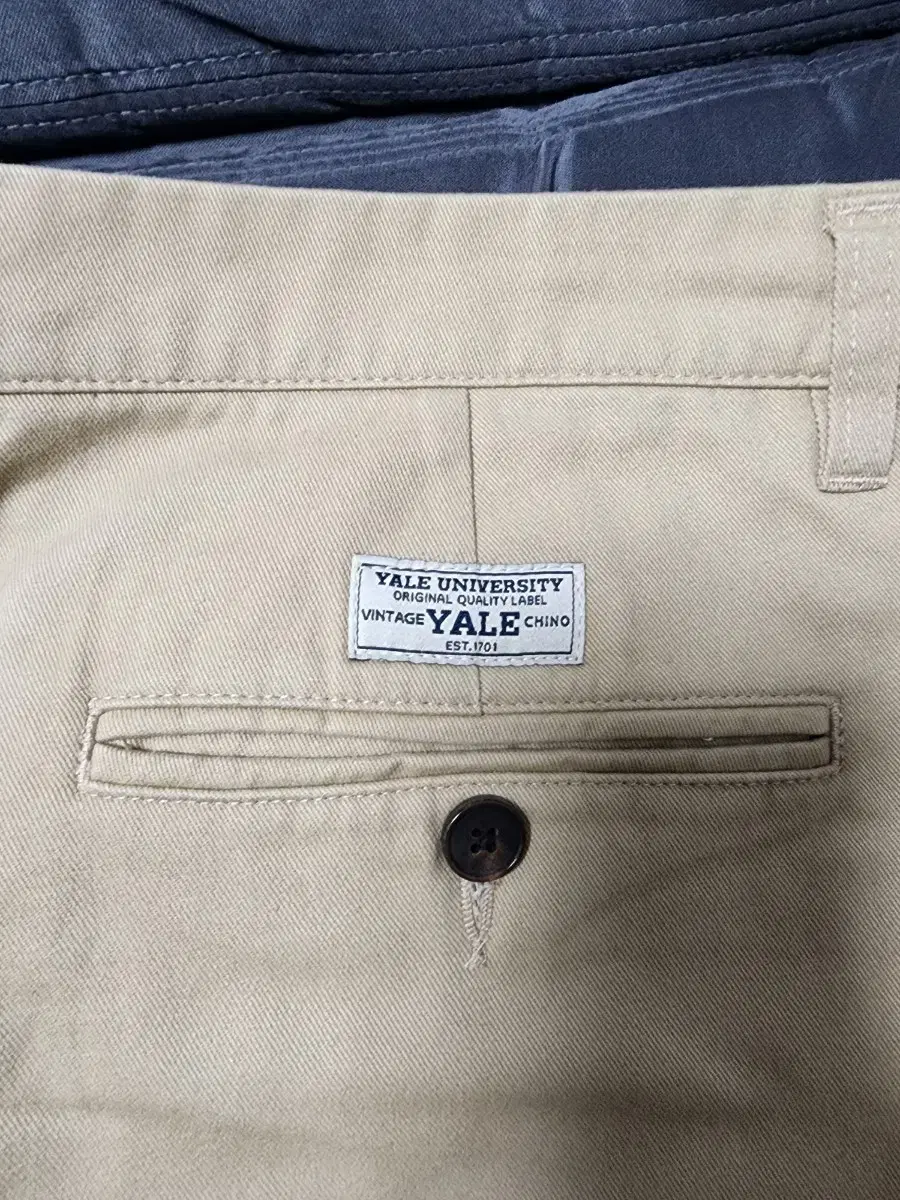 YALE UNIVERSITY
ORIGINAL QUALITY LABEL
VINTAGE YALE CHINO
EST. 1701